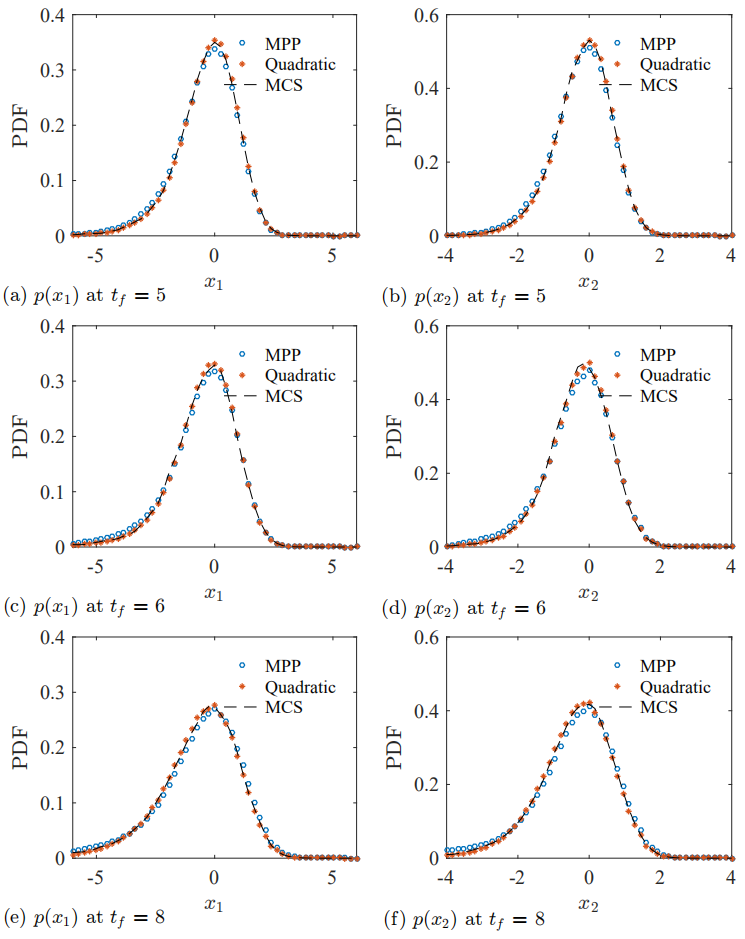 0.4
0.3
0.2
0.1
0
PDF
MPP
Quadratic
MCS
-5
0
5
x₁
(a) p(x₁) at t_f = 5
0.6
0.4
0.2
0
PDF
MPP
Quadratic
MCS
-4
-2
0
2
4
x₂
(b) p(x₂) at t_f = 5
0.4
0.3
0.2
0.1
0
PDF
MPP
Quadratic
MCS
-5
0
5
x₁
(c) p(x₁) at t_f = 6
0.6
0.4
0.2
0
PDF
MPP
Quadratic
MCS
-4
-2
0
2
4
x₂
(d) p(x₂) at t_f = 6
0.4
0.3
0.2
0.1
0
PDF
MPP
Quadratic
MCS
-5
0
5
x₁
(e) p(x₁) at t_f = 8
0.6
0.4
0.2
0
PDF
MPP
Quadratic
MCS
-4
-2
0
2
4
x₂
(f) p(x₂) at t_f = 8